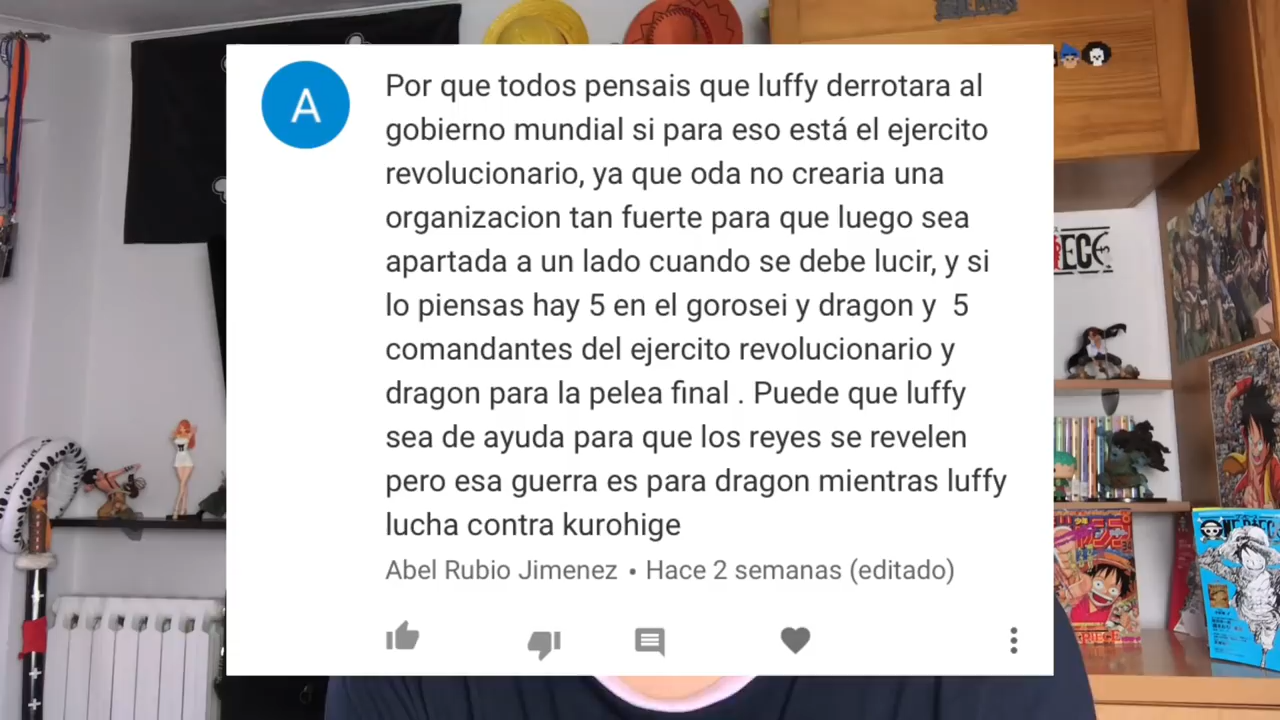 A
Por que todos pensais que luffy derrotara al
gobierno mundial si para eso está el ejercito
revolucionario, ya que oda no crearia una
organizacion tan fuerte para que luego sea
apartada a un lado cuando se debe lucir, y si
lo piensas hay 5 en el gorosei y dragon y  5
comandantes del ejercito revolucionario y
dragon para la pelea final . Puede que luffy
sea de ayuda para que los reyes se revelen
pero esa guerra es para dragon mientras luffy
lucha contra kurohige
Abel Rubio Jimenez • Hace 2 semanas (editado)